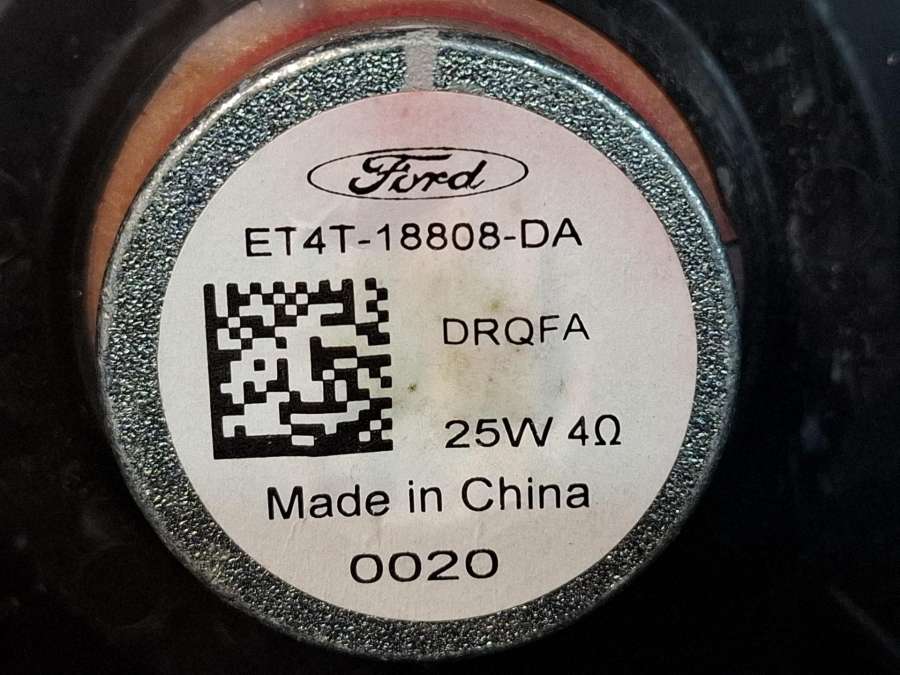 Ford
ET4T-18808-DA
DRQFA
25W 4Ω
Made in China
0020